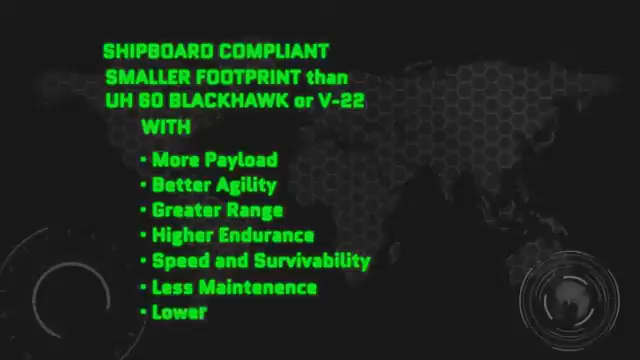 SHIPBOARD COMPLIANT
SMALLER FOOTPRINT than
UH 60 BLACKHAWK or V-22
WITH
• More Payload
• Better Agility
• Greater Range
• Higher Endurance
• Speed and Survivability
• Less Maintenence
• Lower